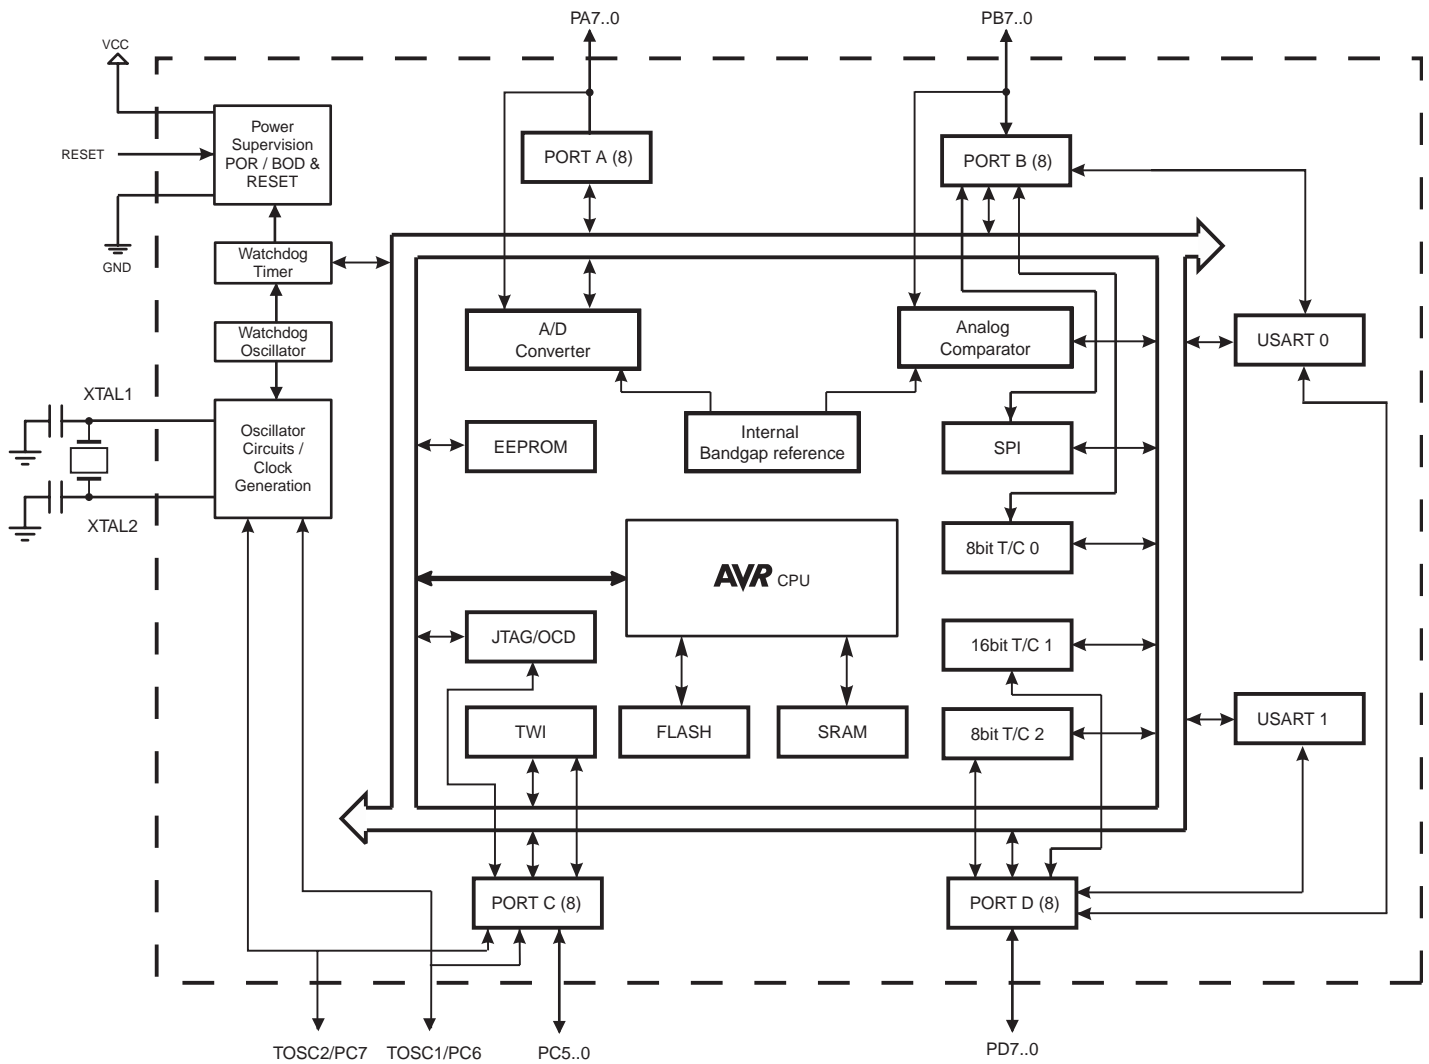 PA7..0
PB7..0
VCC
Power
Supervision
POR / BOD &
RESET
RESET
PORT A (8)
PORT B (8)
GND
Watchdog
Timer
Watchdog
Oscillator
A/D
Converter
Analog
Comparator
USART 0
XTAL1
Oscillator
Circuits /
Clock
Generation
XTAL2
EEPROM
Internal
Bandgap reference
SPI
8bit T/C 0
AVR CPU
JTAG/OCD
16bit T/C 1
TWI
FLASH
SRAM
8bit T/C 2
USART 1
PORT C (8)
PORT D (8)
TOSC2/PC7
TOSC1/PC6
PC5..0
PD7..0